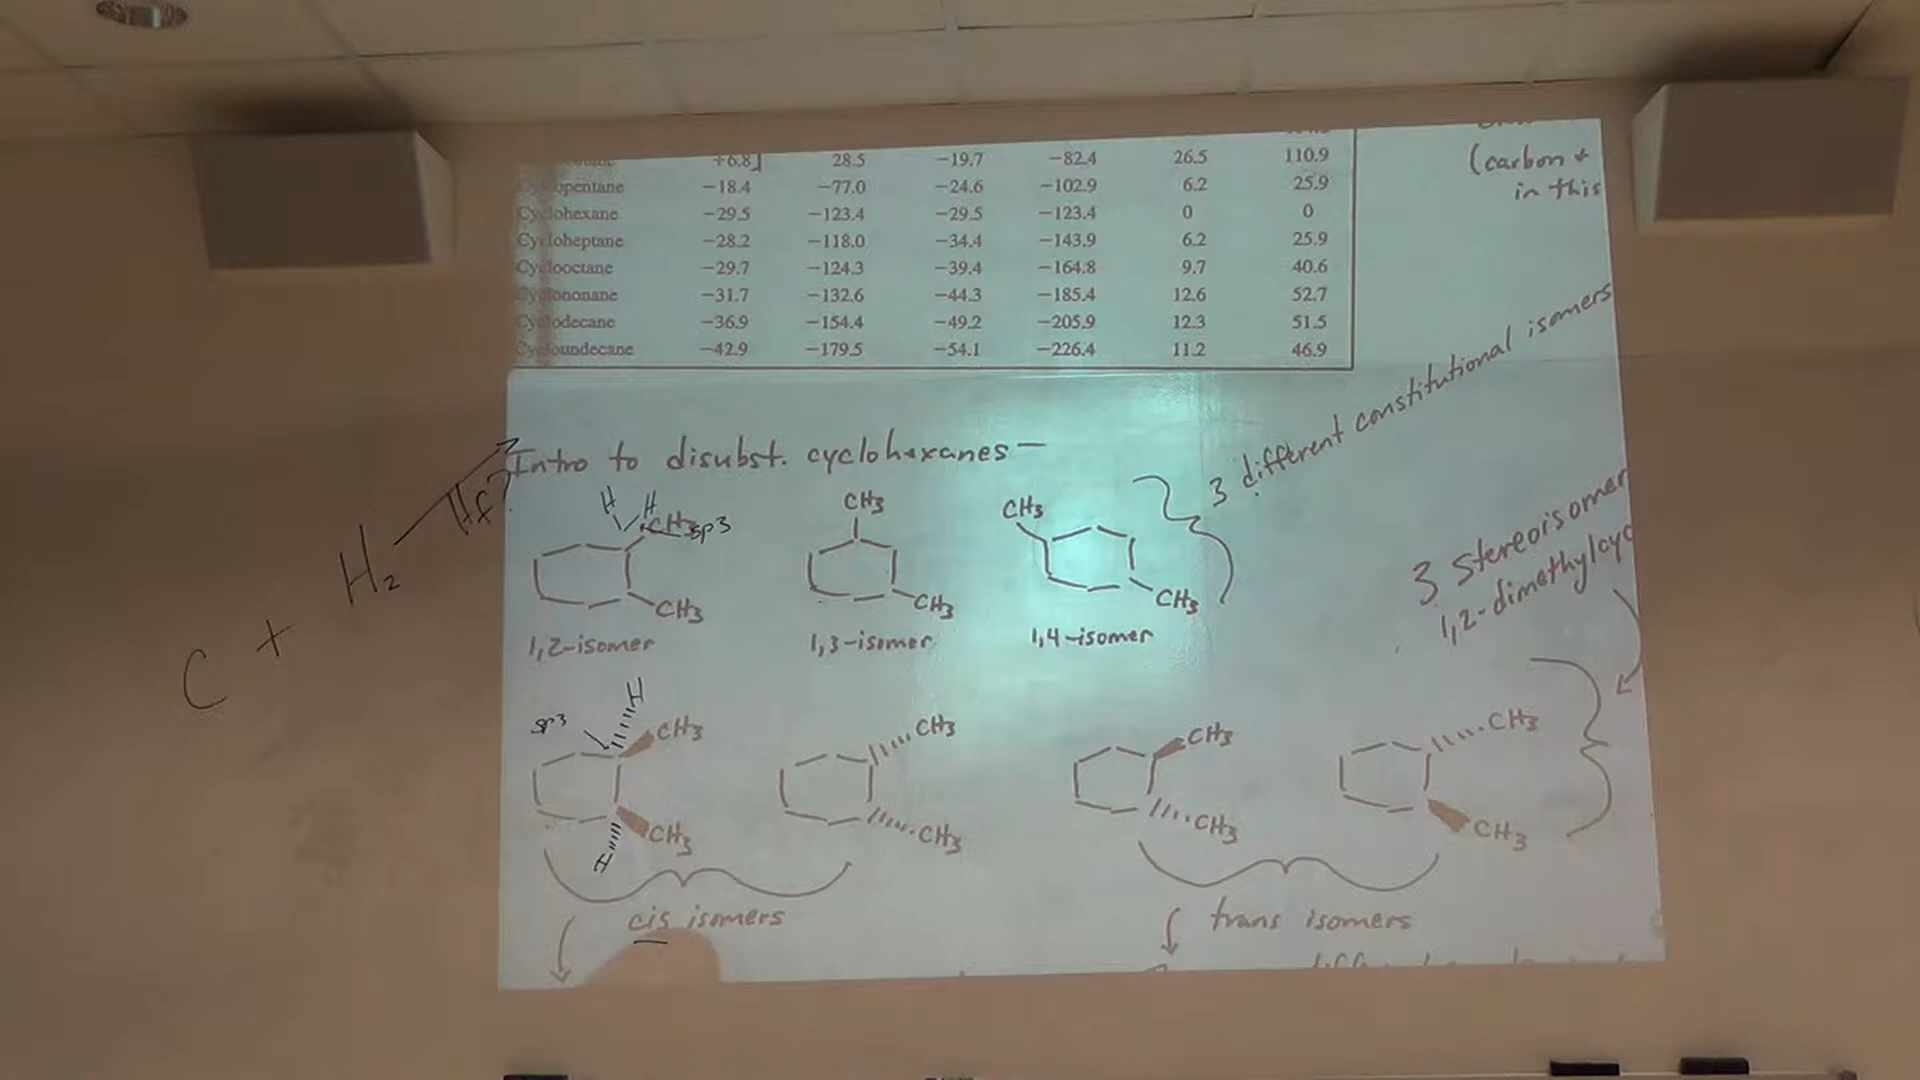 +6.8] 28.5 −19.7 −82.4 26.5 110.9
Cyclopentane −18.4 −77.0 −24.6 −102.9 6.2 25.9
Cyclohexane −29.5 −123.4 −29.5 −123.4 0 0
Cycloheptane −28.2 −118.0 −34.4 −143.9 6.2 25.9
Cyclooctane −29.7 −124.3 −39.4 −164.8 9.7 40.6
Cyclononane −31.7 −132.6 −44.3 −185.4 12.6 52.7
Cyclodecane −36.9 −154.4 −49.2 −205.9 12.3 51.5
Cycloundecane −42.9 −179.5 −54.1 −226.4 11.2 46.9
(carbon +
in this
3 different constitutional isomers
Intro to disubst. cyclohexanes −
C + H₂
Hf?
H H
CH₃ sp3
CH₃
CH₃
CH₃
CH₃
CH₃
1,2-isomer 1,3-isomer 1,4-isomer
3 stereoisomer
1,2-dimethylcyc
sp3 H
CH₃ CH₃ CH₃ CH₃
CH₃ CH₃ CH₃ CH₃
H
cis isomers trans isomers